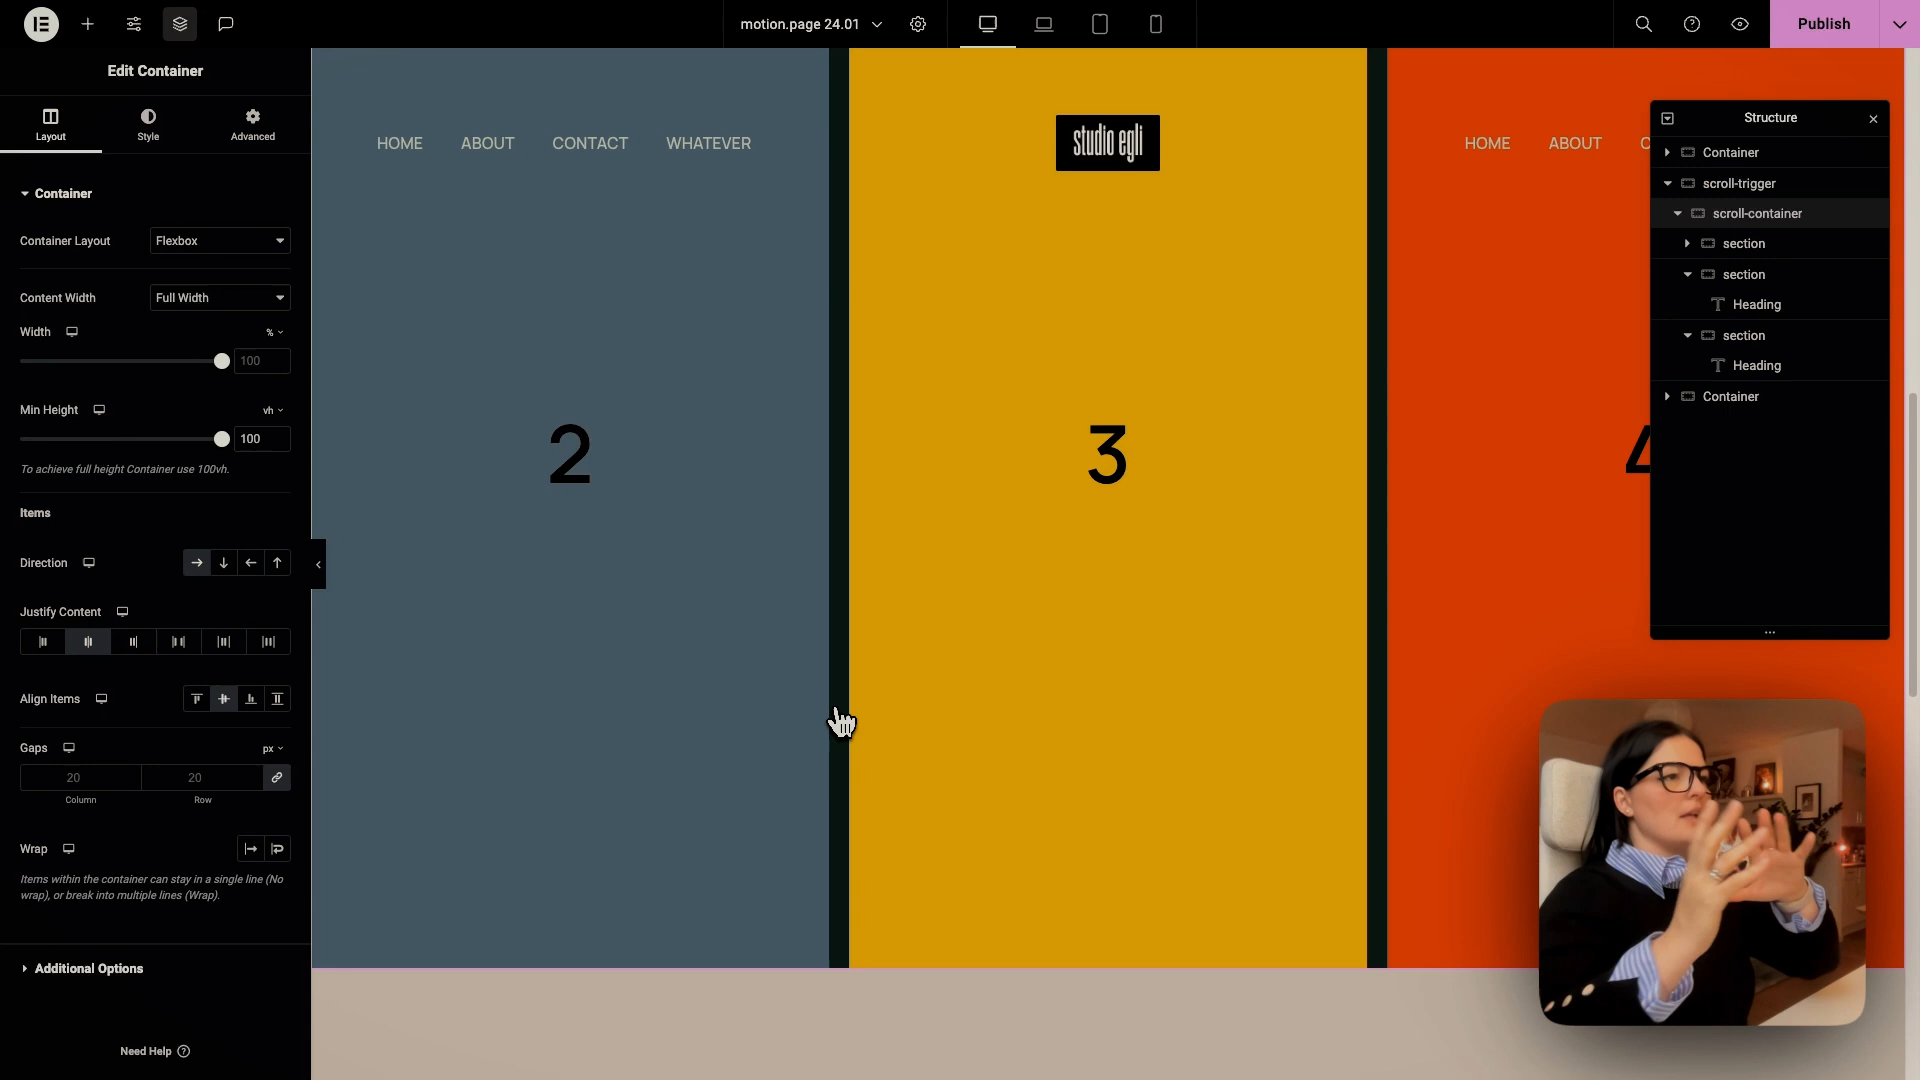 motion.page 24.01
Publish
Edit Container
Layout
Style
Advanced
Container
Container Layout
Flexbox
Content Width
Full Width
Width
%
100
Min Height
vh
100
To achieve full height Container use 100vh.
Items
Direction
Justify Content
Align Items
Gaps
px
20
20
Column
Row
Wrap
Items within the container can stay in a single line (No
wrap), or break into multiple lines (Wrap).
Additional Options
Need Help
HOME ABOUT CONTACT WHATEVER
studio egli
HOME ABOUT C
2
3
4
Structure
Container
scroll-trigger
scroll-container
section
section
Heading
section
Heading
Container